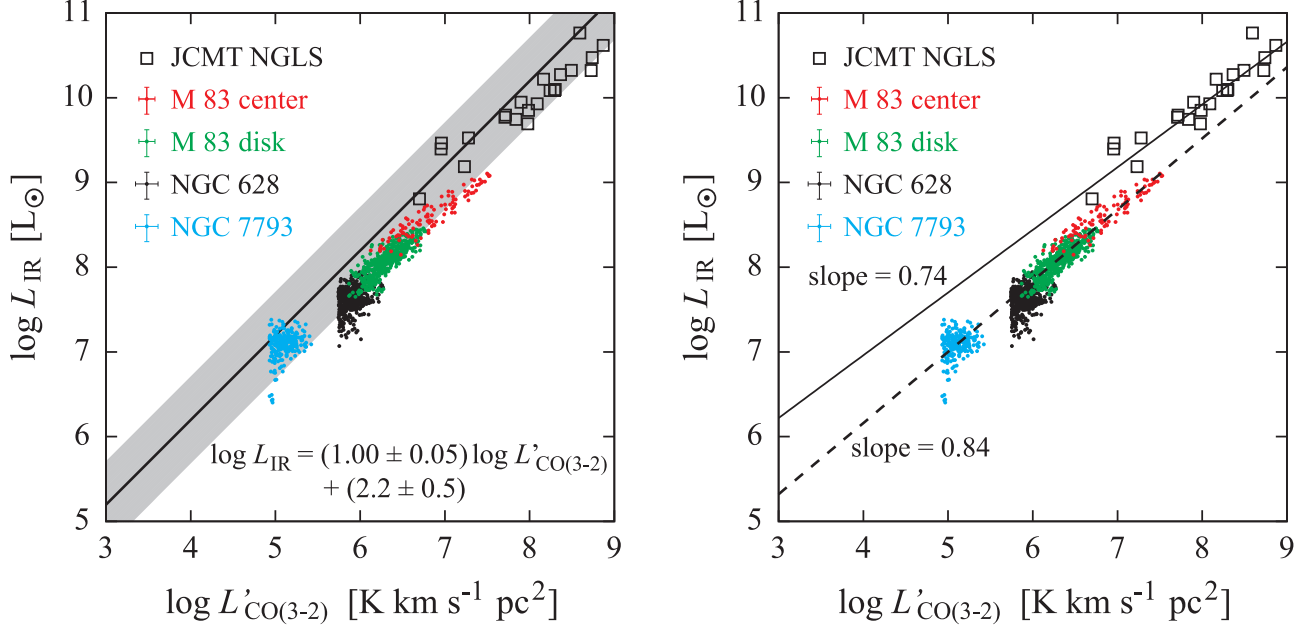 11
10
9
8
7
6
5
log L_IR [L_⊙]
JCMT NGLS
M 83 center
M 83 disk
NGC 628
NGC 7793
log L_IR = (1.00 ± 0.05) log L'_CO(3-2)
+ (2.2 ± 0.5)
3 4 5 6 7 8 9
log L'_CO(3-2) [K km s⁻¹ pc²]
11
10
9
8
7
6
5
log L_IR [L_⊙]
JCMT NGLS
M 83 center
M 83 disk
NGC 628
NGC 7793
slope = 0.74
slope = 0.84
3 4 5 6 7 8 9
log L'_CO(3-2) [K km s⁻¹ pc²]